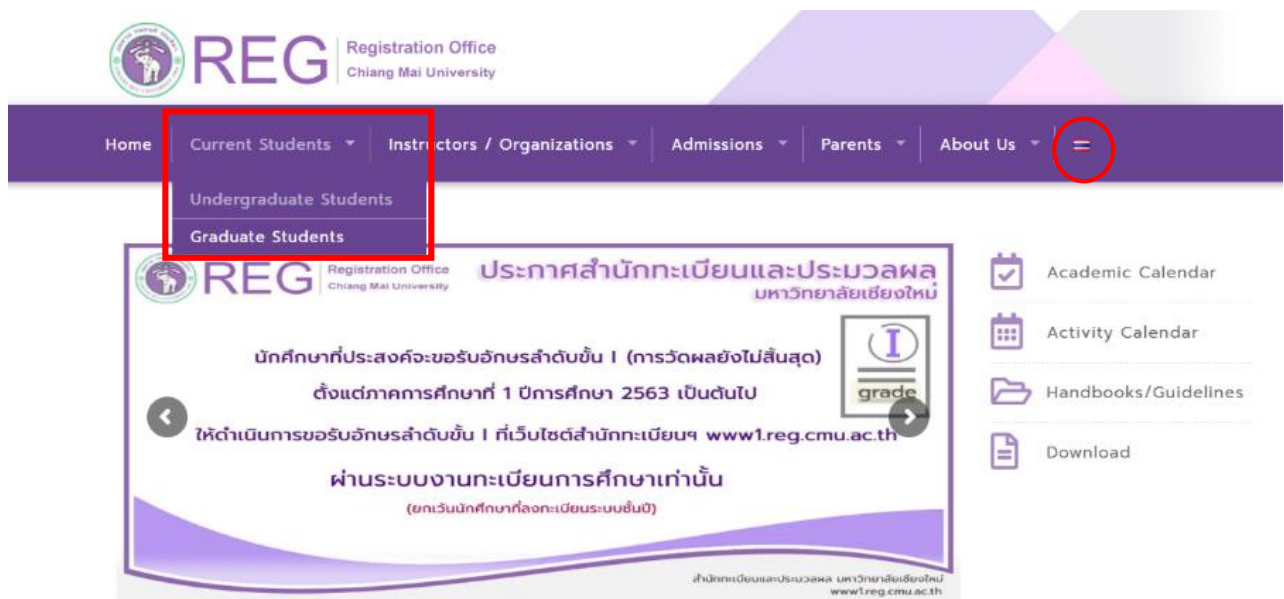 REG
Registration Office
Chiang Mai University
Home
Current Students
Instructors / Organizations
Admissions
Parents
About Us
Undergraduate Students
Graduate Students
REG
Registration Office
Chiang Mai University
ประกาศสำนักทะเบียนและประมวลผล
มหาวิทยาลัยเชียงใหม่
นักศึกษาที่ประสงค์จะขอรับอักษรลำดับขั้น I (การวัดผลยังไม่สิ้นสุด)
ตั้งแต่ภาคการศึกษาที่ 1 ปีการศึกษา 2563 เป็นต้นไป
I
grade
ให้ดำเนินการขอรับอักษรลำดับขั้น I ที่เว็บไซต์สำนักทะเบียนฯ www1.reg.cmu.ac.th
ผ่านระบบงานทะเบียนการศึกษาเท่านั้น
(ยกเว้นนักศึกษาที่ลงทะเบียนระบบชั้นปี)
สำนักทะเบียนและประมวลผล มหาวิทยาลัยเชียงใหม่
www1.reg.cmu.ac.th
Academic Calendar
Activity Calendar
Handbooks/Guidelines
Download